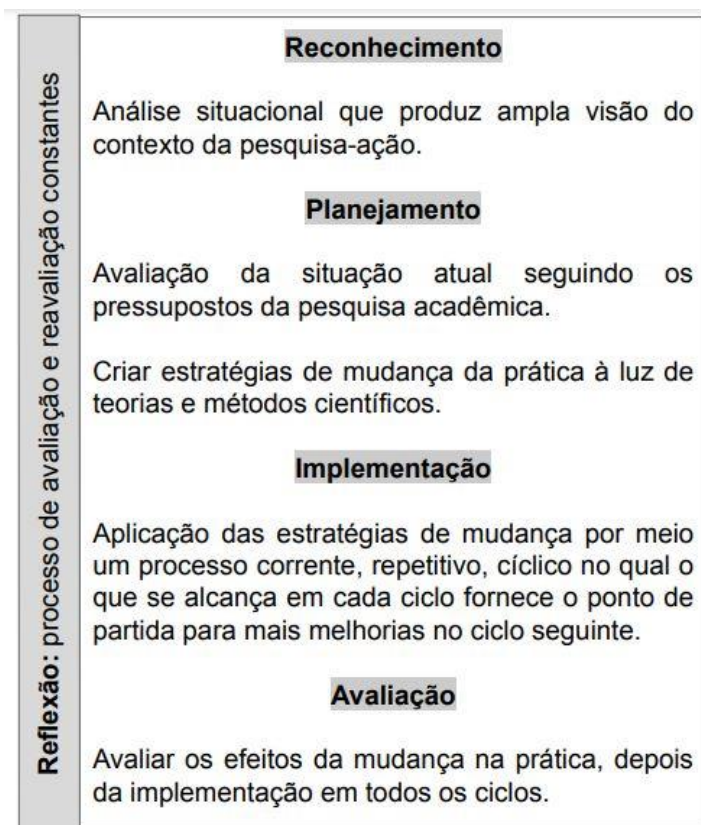 Reflexão: processo de avaliação e reavaliação constantes
Reconhecimento
Análise situacional que produz ampla visão do
contexto da pesquisa-ação.
Planejamento
Avaliação da situação atual seguindo os
pressupostos da pesquisa acadêmica.
Criar estratégias de mudança da prática à luz de
teorias e métodos científicos.
Implementação
Aplicação das estratégias de mudança por meio
um processo corrente, repetitivo, cíclico no qual o
que se alcança em cada ciclo fornece o ponto de
partida para mais melhorias no ciclo seguinte.
Avaliação
Avaliar os efeitos da mudança na prática, depois
da implementação em todos os ciclos.